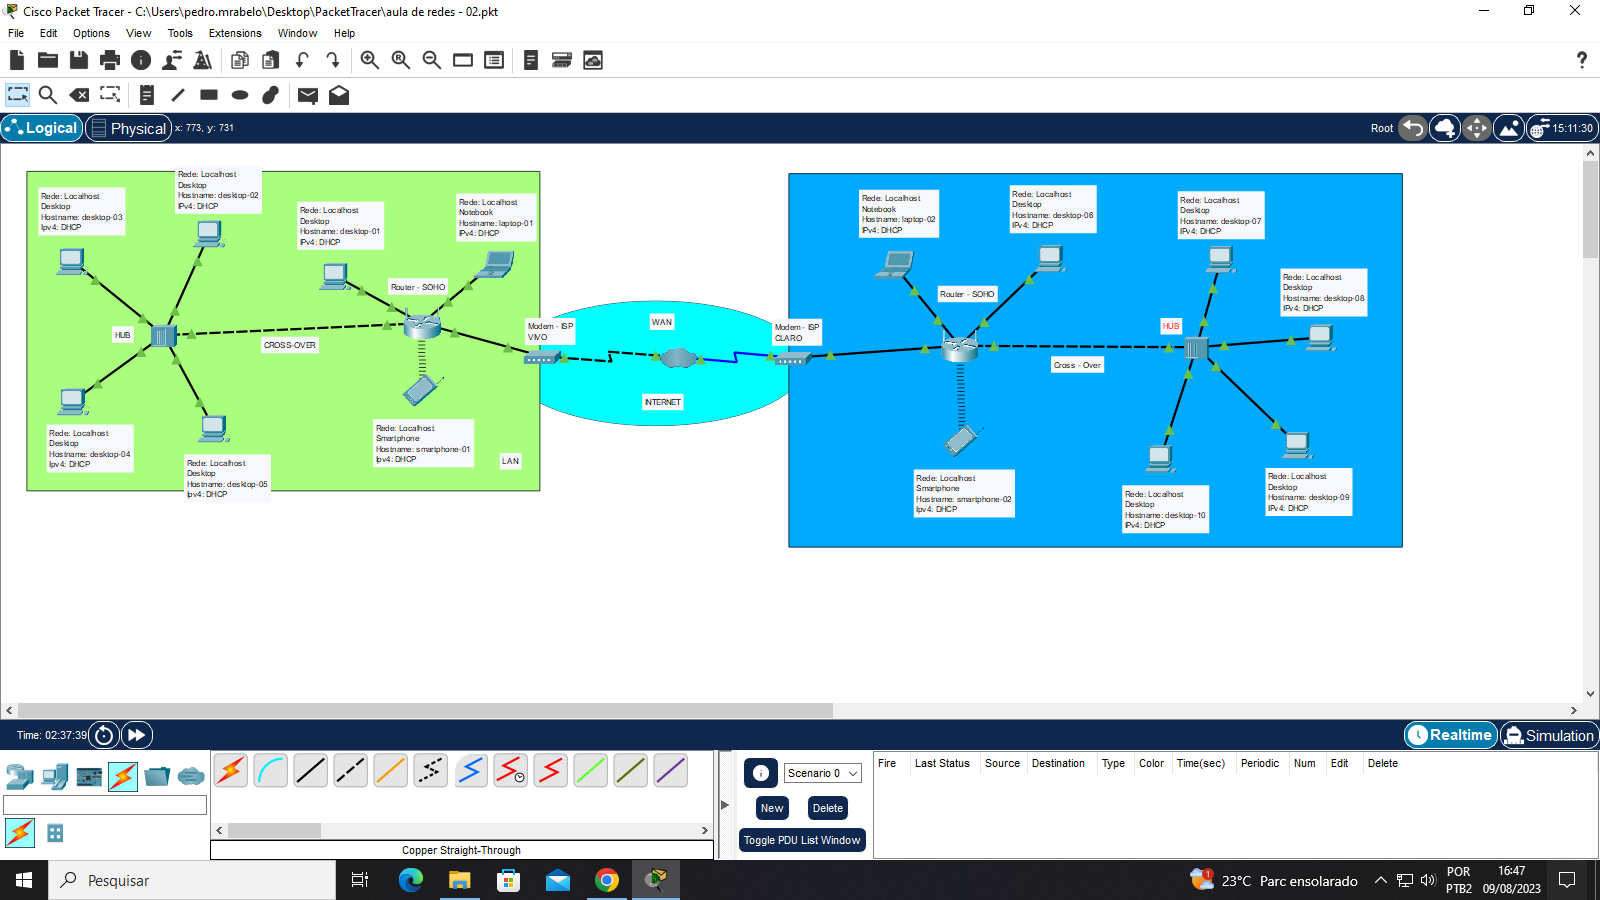 Cisco Packet Tracer - C:\Users\pedro.mrabelo\Desktop\PacketTracer\aula de redes - 02.pkt
File Edit Options View Tools Extensions Window Help
Logical Physical x: 773, y: 731 Root 15:11:30
Rede: Localhost
Desktop
Hostname: desktop-03
Ipv4: DHCP
Rede: Localhost
Desktop
Hostname: desktop-02
IPv4: DHCP
Rede: Localhost
Desktop
Hostname: desktop-01
IPv4: DHCP
Rede: Localhost
Notebook
Hostname: laptop-01
IPv4: DHCP
Router - SOHO
HUB
CROSS-OVER
Rede: Localhost
Desktop
Hostname: desktop-04
Ipv4: DHCP
Rede: Localhost
Desktop
Hostname: desktop-05
Ipv4: DHCP
Rede: Localhost
Smartphone
Hostname: smartphone-01
Ipv4: DHCP
LAN
Modem - ISP
VIVO
WAN
INTERNET
Modem - ISP
CLARO
Rede: Localhost
Notebook
Hostname: laptop-02
IPv4: DHCP
Rede: Localhost
Desktop
Hostname: desktop-06
IPv4: DHCP
Rede: Localhost
Desktop
Hostname: desktop-07
IPv4: DHCP
Rede: Localhost
Desktop
Hostname: desktop-08
IPv4: DHCP
Router - SOHO
HUB
Cross - Over
Rede: Localhost
Smartphone
Hostname: smartphone-02
Ipv4: DHCP
Rede: Localhost
Desktop
Hostname: desktop-10
IPv4: DHCP
Rede: Localhost
Desktop
Hostname: desktop-09
IPv4: DHCP
Time: 02:37:39 Realtime Simulation
Scenario 0
New Delete
Toggle PDU List Window
Fire Last Status Source Destination Type Color Time(sec) Periodic Num Edit Delete
Copper Straight-Through
Pesquisar
1
23°C Parc ensolarado
POR
PTB2
16:47
09/08/2023